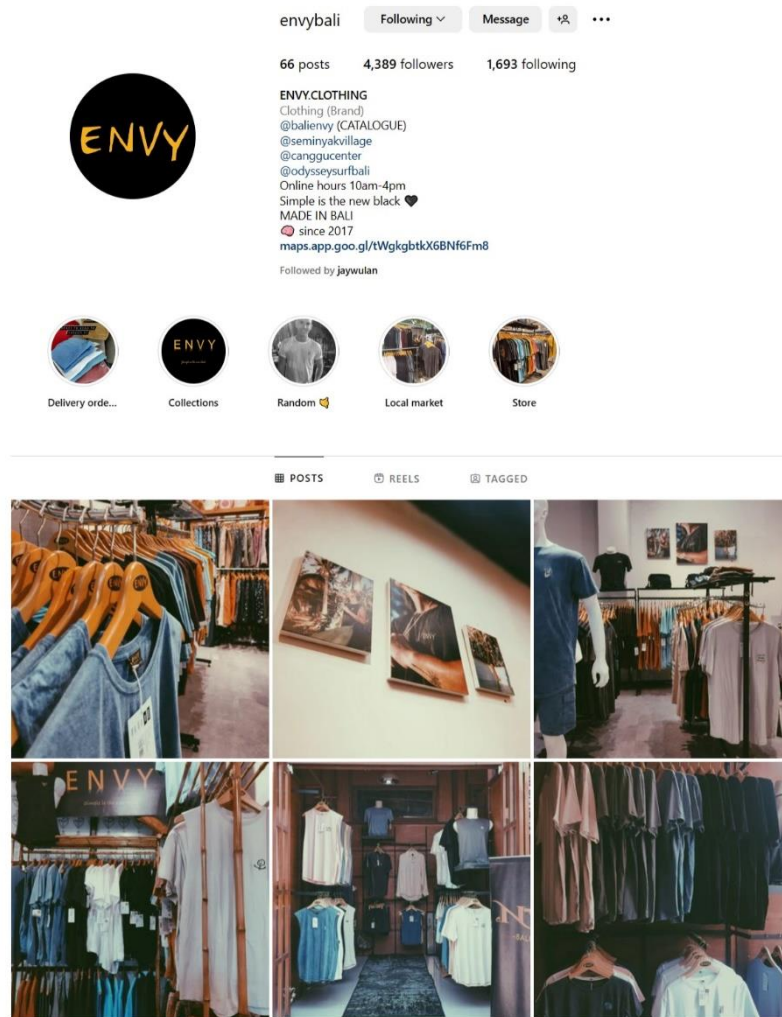 envybali Following Message
66 posts 4,389 followers 1,693 following
ENVY
ENVY.CLOTHING
Clothing (Brand)
@balienvy (CATALOGUE)
@seminyakvillage
@canggucenter
@odysseysurfbali
Online hours 10am-4pm
Simple is the new black 🖤
MADE IN BALI
🧠 since 2017
maps.app.goo.gl/tWgkgbtkX6BNf6Fm8
Followed by jaywulan
ENVY
Delivery orde... Collections Random Local market Store
POSTS REELS TAGGED
ENVY
ENVY
ENVY